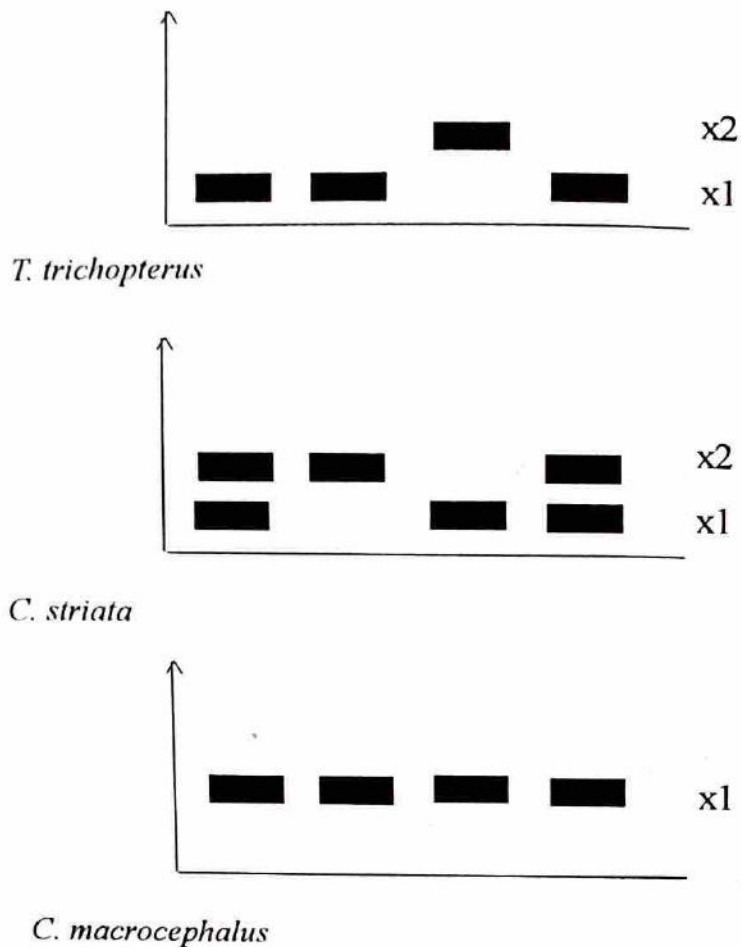 x2
x1
T. trichopterus
x2
x1
C. striata
x1
C. macrocephalus